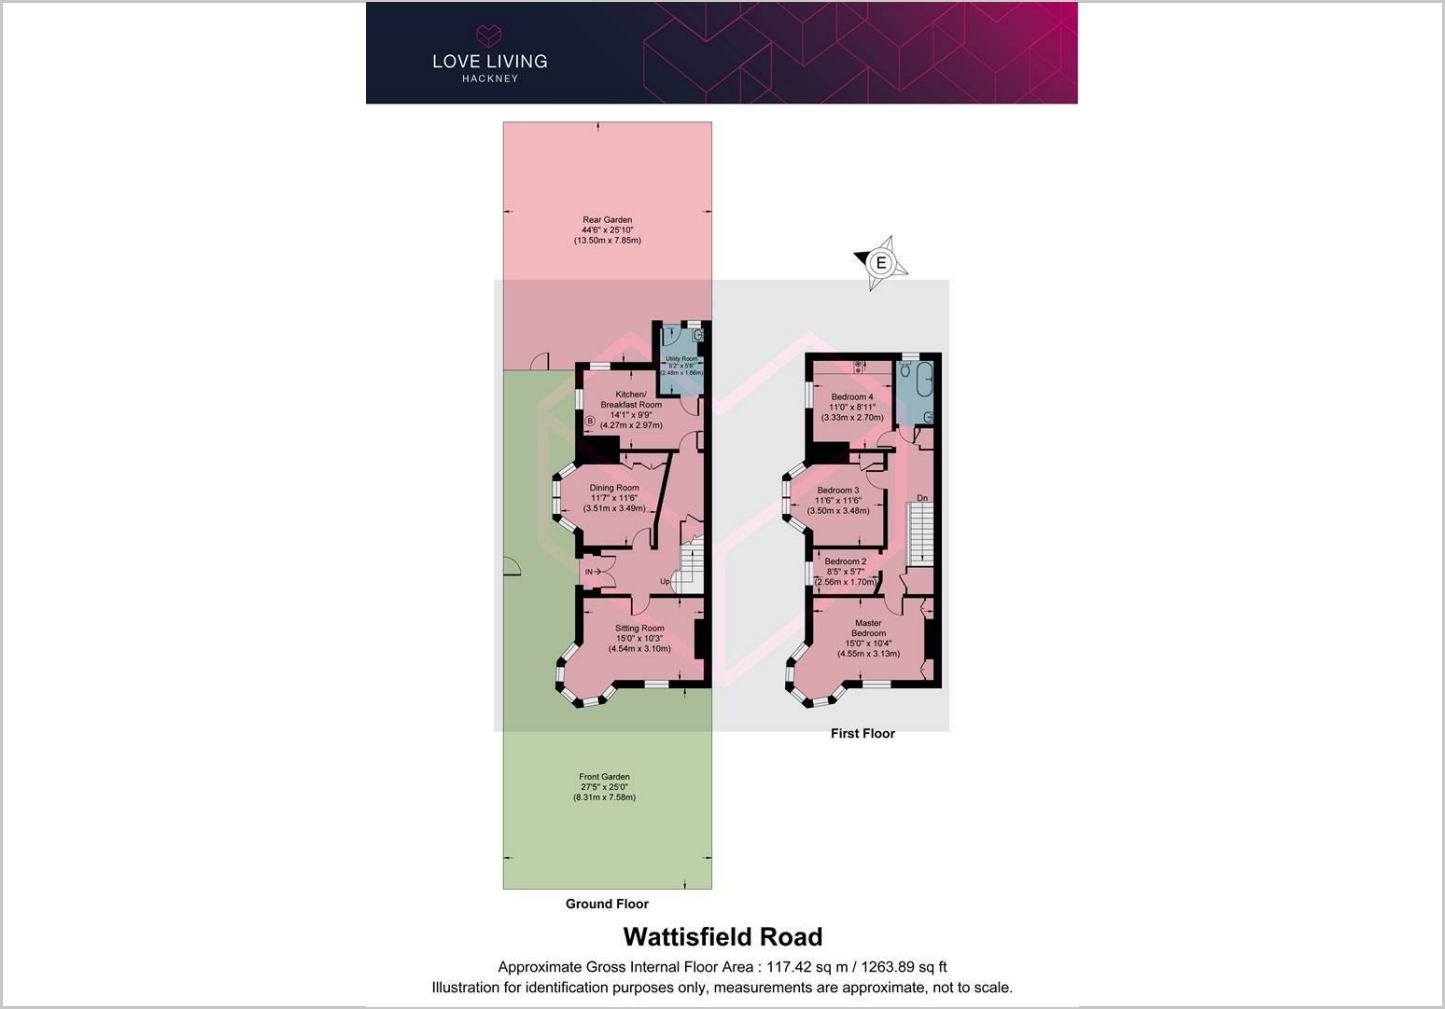 LOVE LIVING
HACKNEY
Rear Garden
44'6" x 25'10"
(13.50m x 7.85m)
E
Utility Room
8'2" x 5'5"
(2.48m x 1.66m)
Kitchen/
Breakfast Room
14'1" x 9'9"
(4.27m x 2.97m)
B
Dining Room
11'7" x 11'6"
(3.51m x 3.49m)
IN
Up
Sitting Room
15'0" x 10'3"
(4.54m x 3.10m)
Front Garden
27'5" x 25'0"
(8.31m x 7.58m)
Ground Floor
Bedroom 4
11'0" x 8'11"
(3.33m x 2.70m)
Bedroom 3
11'6" x 11'6"
(3.50m x 3.48m)
Dn
Bedroom 2
8'5" x 5'7"
(2.56m x 1.70m)
Master
Bedroom
15'0" x 10'4"
(4.55m x 3.13m)
First Floor
Wattisfield Road
Approximate Gross Internal Floor Area : 117.42 sq m / 1263.89 sq ft
Illustration for identification purposes only, measurements are approximate, not to scale.